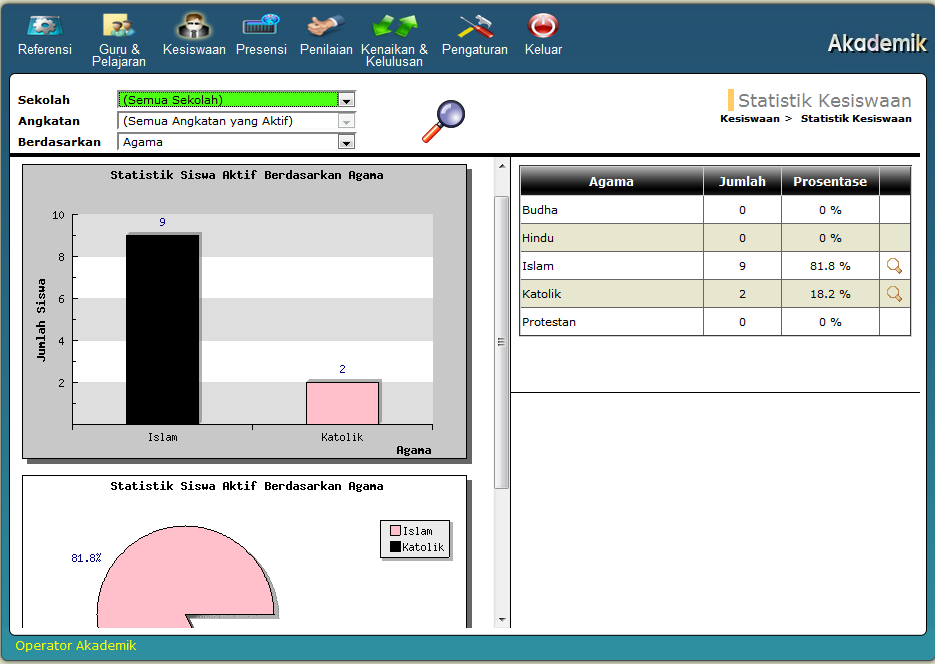 Referensi
Guru &
Pelajaran
Kesiswaan
Presensi
Penilaian
Kenaikan &
Kelulusan
Pengaturan
Keluar
Akademik
Sekolah (Semua Sekolah)
Angkatan (Semua Angkatan yang Aktif)
Berdasarkan Agama
Statistik Kesiswaan
Kesiswaan > Statistik Kesiswaan
Statistik Siswa Aktif Berdasarkan Agama
Jumlah Siswa
10
8
6
4
2
9
2
Islam Katolik
Agama
Statistik Siswa Aktif Berdasarkan Agama
81.8%
Islam
Katolik
Agama Jumlah Prosentase
Budha 0 0 %
Hindu 0 0 %
Islam 9 81.8 %
Katolik 2 18.2 %
Protestan 0 0 %
Operator Akademik